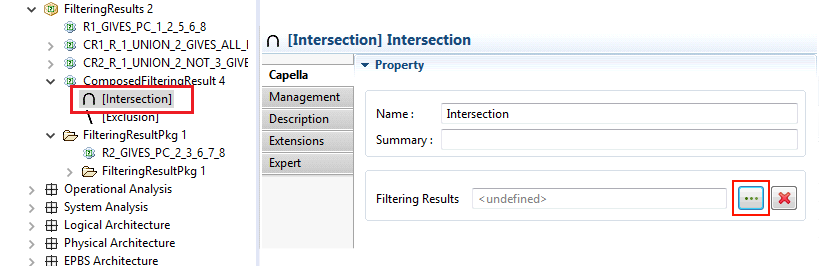 FilteringResults 2
R1_GIVES_PC_1_2_5_6_8
CR1_R_1_UNION_2_GIVES_ALL_
CR2_R_1_UNION_2_NOT_3_GIVE
ComposedFilteringResult 4
[Intersection]
[Exclusion]
FilteringResultPkg 1
R2_GIVES_PC_2_3_6_7_8
FilteringResultPkg 1
Operational Analysis
System Analysis
Logical Architecture
Physical Architecture
EPBS Architecture
[Intersection] Intersection
Capella
Management
Description
Extensions
Expert
Property
Name : Intersection
Summary :
Filtering Results <undefined> ...